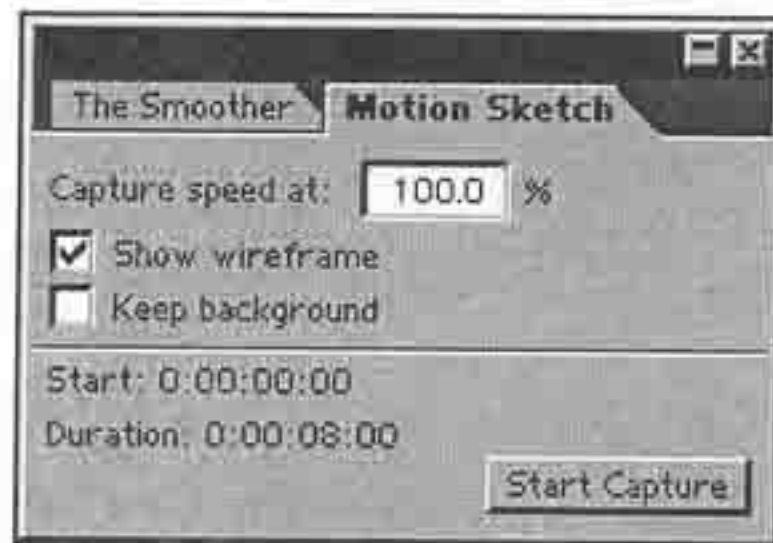 The Smoother Motion Sketch
Capture speed at: 100.0 %
Show wireframe
Keep background
Start: 0:00:00:00
Duration: 0:00:08:00
Start Capture